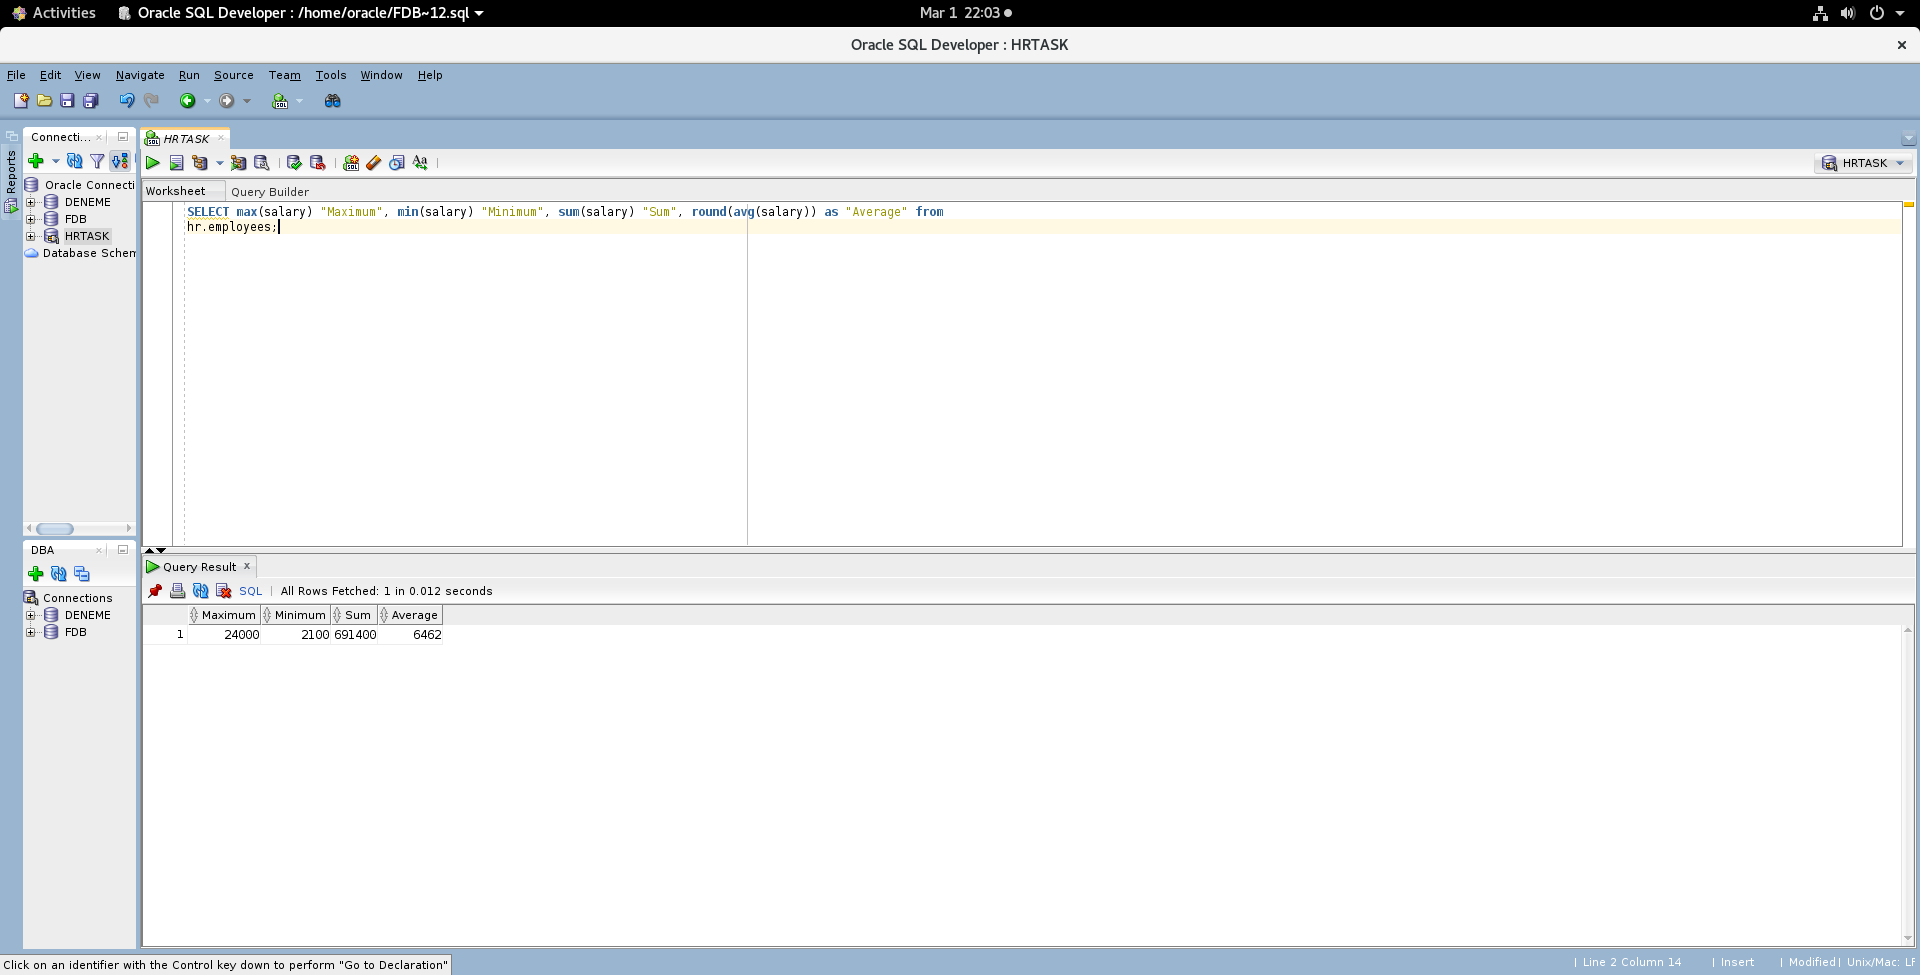 Activities Oracle SQL Developer : /home/oracle/FDB~12.sql Mar 1 22:03
Oracle SQL Developer : HRTASK
File Edit View Navigate Run Source Team Tools Window Help
Reports
Connecti...
Oracle Connecti
DENEME
FDB
HRTASK
Database Schem
HRTASK
HRTASK
Worksheet Query Builder
SELECT max(salary) "Maximum", min(salary) "Minimum", sum(salary) "Sum", round(avg(salary)) as "Average" from
hr.employees;
DBA
Connections
DENEME
FDB
Query Result
SQL | All Rows Fetched: 1 in 0.012 seconds
Maximum Minimum Sum Average
1 24000 2100 691400 6462
Click on an identifier with the Control key down to perform "Go to Declaration"
| Line 2 Column 14 | Insert | Modified | Unix/Mac: LF